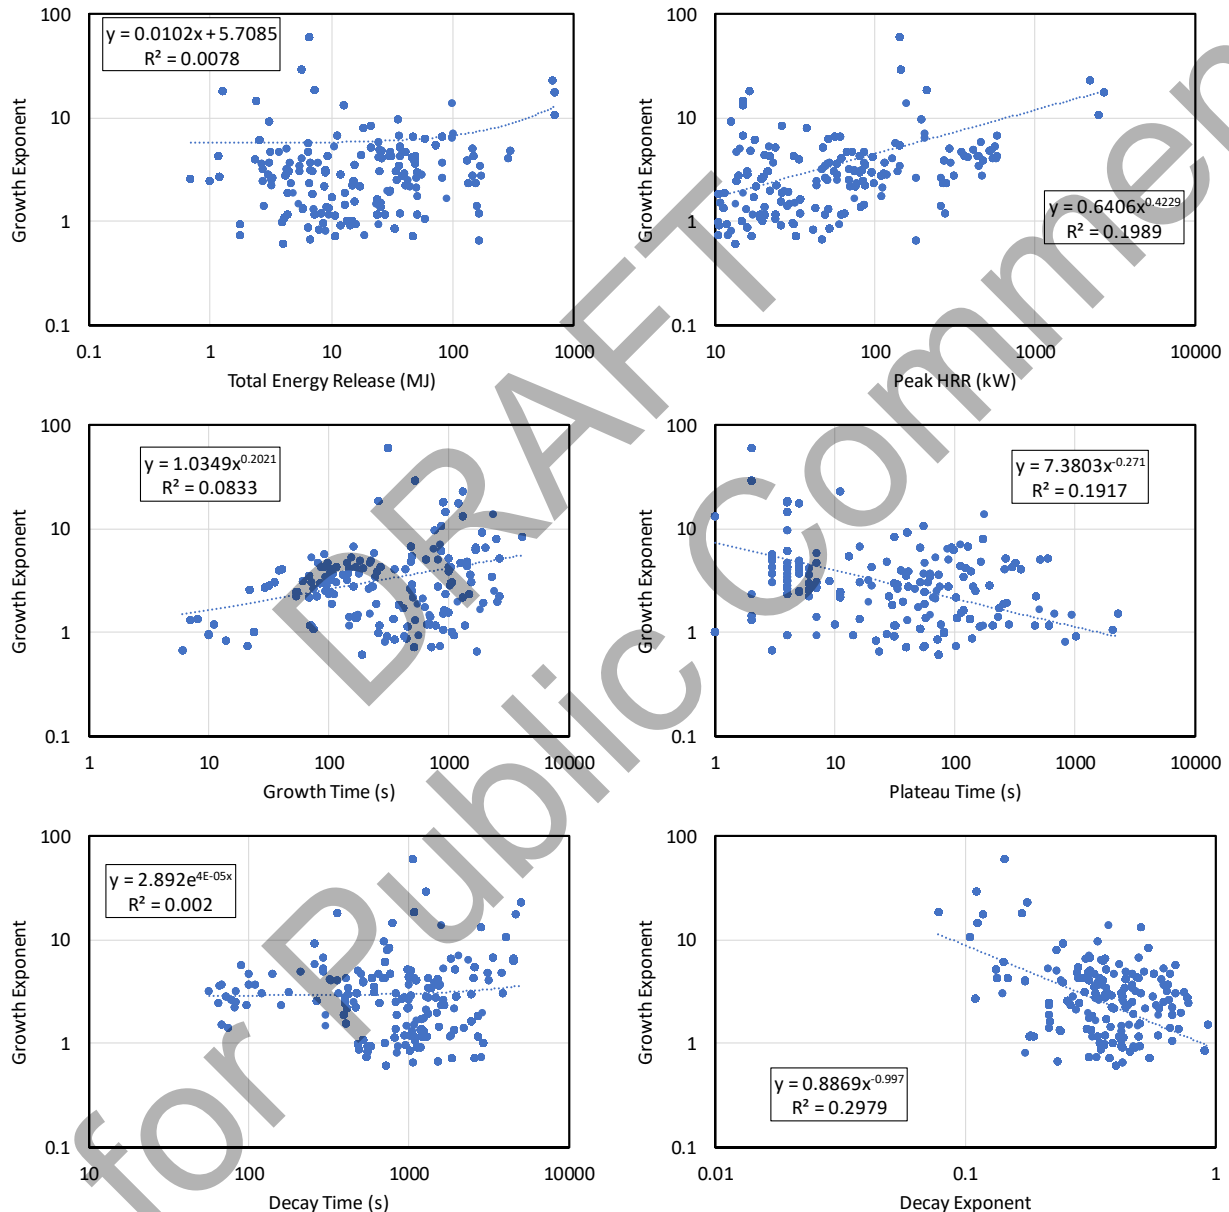 100
10
1
0.1
Growth Exponent
y = 0.0102x + 5.7085
R² = 0.0078
0.1 1 10 100 1000
Total Energy Release (MJ)
100
10
1
0.1
Growth Exponent
y = 0.6406x^0.4229
R² = 0.1989
10 100 1000 10000
Peak HRR (kW)
100
10
1
0.1
Growth Exponent
y = 1.0349x^0.2021
R² = 0.0833
1 10 100 1000 10000
Growth Time (s)
100
10
1
0.1
Growth Exponent
y = 7.3803x^-0.271
R² = 0.1917
1 10 100 1000 10000
Plateau Time (s)
100
10
1
0.1
Growth Exponent
y = 2.892e^4E-05x
R² = 0.002
10 100 1000 10000
Decay Time (s)
100
10
1
0.1
Growth Exponent
y = 0.8869x^-0.997
R² = 0.2979
0.01 0.1 1
Decay Exponent
DRAFT
for Public Commen